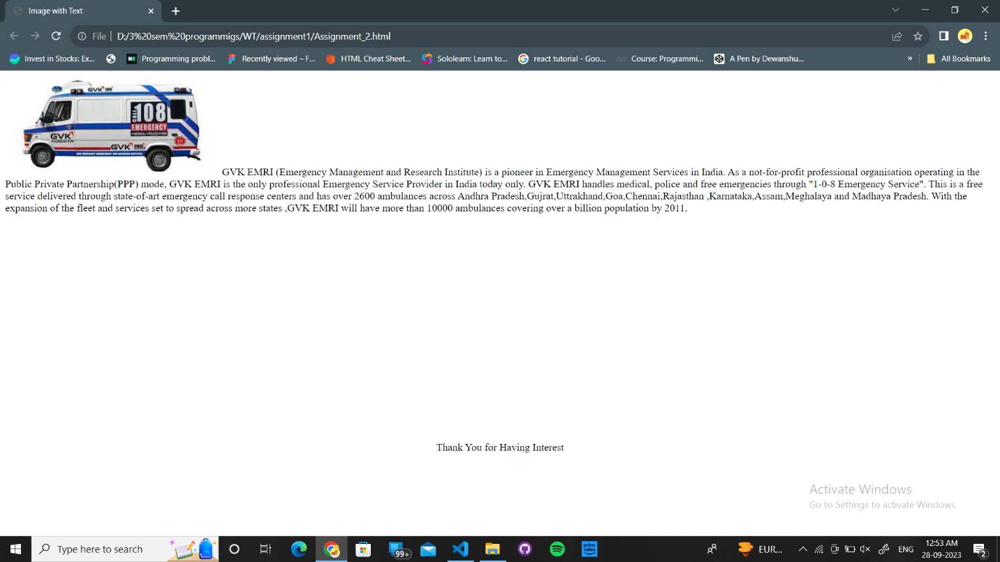 Image with Text
File
D:/3%20sem%20programmigs/WT/assignment1/Assignment_2.html
Invest in Stocks: Ex...
Programming probl...
Recently viewed – F...
HTML Cheat Sheet...
Sololearn: Learn to...
react tutorial - Goo...
Course: Programmi...
A Pen by Dewanshu...
»
All Bookmarks
GVK EMRI
CALL 108
EMERGENCY
•MEDICAL •POLICE •FIRE
GVK
FOUNDATION
GVK EMRI
GVK EMRI (Emergency Management and Research Institute) is a pioneer in Emergency Management Services in India. As a not-for-profit professional organisation operating in the
Public Private Partnership(PPP) mode, GVK EMRI is the only professional Emergency Service Provider in India today only. GVK EMRI handles medical, police and free emergencies through "1-0-8 Emergency Service". This is a free
service delivered through state-of-art emergency call response centers and has over 2600 ambulances across Andhra Pradesh,Gujrat,Uttrakhand,Goa,Chennai,Rajasthan ,Karnataka,Assam,Meghalaya and Madhaya Pradesh. With the
expansion of the fleet and services set to spread across more states ,GVK EMRI will have more than 10000 ambulances covering over a billion population by 2011.
Thank You for Having Interest
Activate Windows
Go to Settings to activate Windows.
Type here to search
99+
prime video
EUR...
ENG
12:53 AM
28-09-2023
2